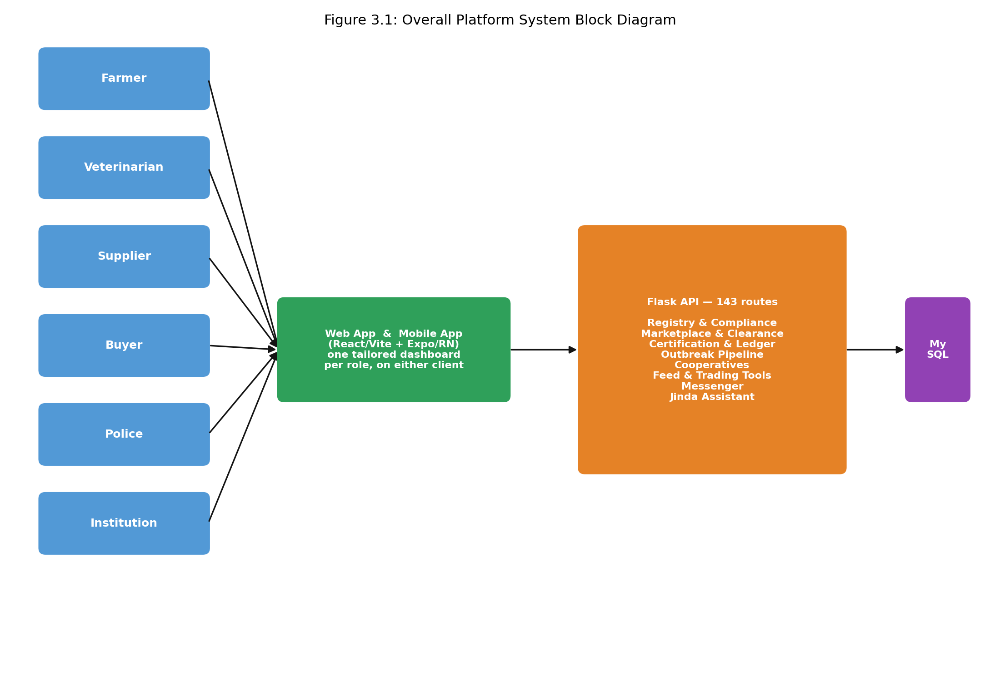 Figure 3.1: Overall Platform System Block Diagram
Farmer
Veterinarian
Supplier
Buyer
Police
Institution
Web App & Mobile App
(React/Vite + Expo/RN)
one tailored dashboard
per role, on either client
Flask API — 143 routes
Registry & Compliance
Marketplace & Clearance
Certification & Ledger
Outbreak Pipeline
Cooperatives
Feed & Trading Tools
Messenger
Jinda Assistant
My
SQL